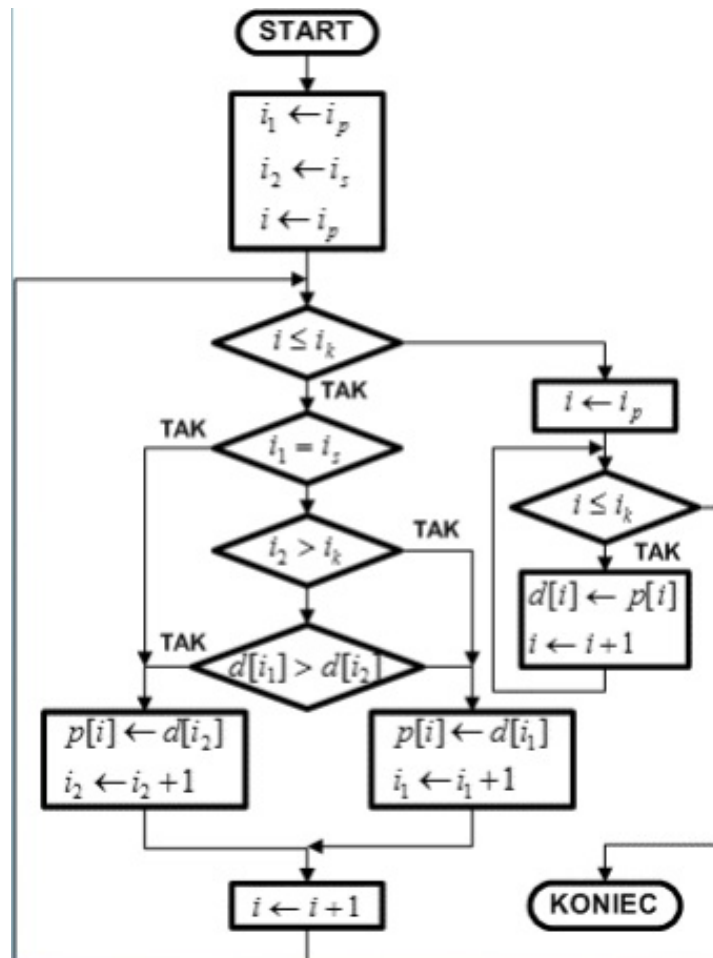 START
i₁ ← iₚ
i₂ ← iₛ
i ← iₚ
i ≤ iₖ
TAK
i₁ = iₛ
TAK
i₂ > iₖ
TAK
d[i₁] > d[i₂]
TAK
p[i] ← d[i₂]
i₂ ← i₂ + 1
p[i] ← d[i₁]
i₁ ← i₁ + 1
i ← i + 1
i ← iₚ
i ≤ iₖ
TAK
d[i] ← p[i]
i ← i + 1
KONIEC